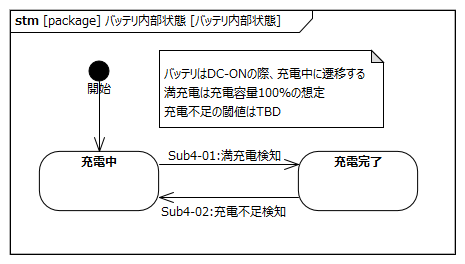 stm [package] バッテリ内部状態 [バッテリ内部状態]
バッテリはDC-ONの際、充電中に遷移する
満充電は充電容量100%の想定
充電不足の閾値はTBD
開始
充電中
Sub4-01:満充電検知
充電完了
Sub4-02:充電不足検知